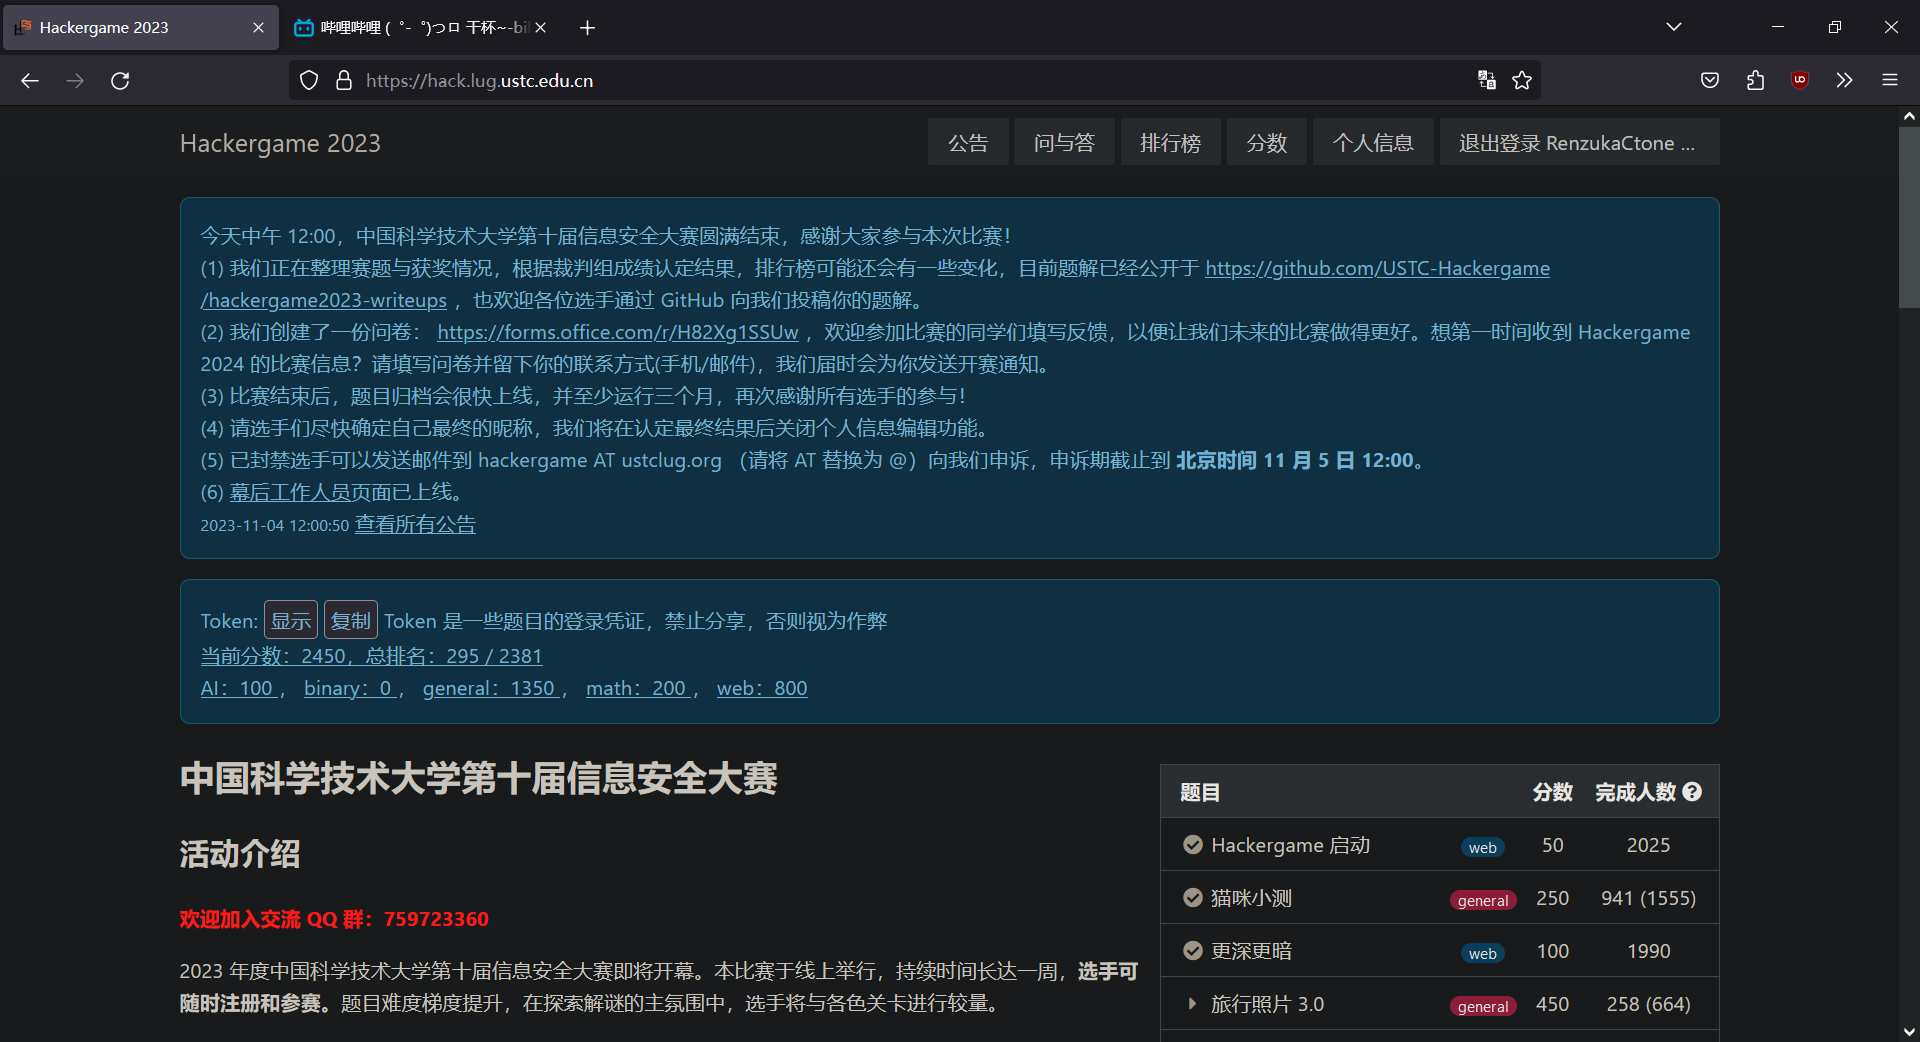 Hackergame 2023
哔哩哔哩 (゜-゜)つロ 干杯~-bil
https://hack.lug.ustc.edu.cn
Hackergame 2023
公告
问与答
排行榜
分数
个人信息
退出登录 RenzukaCtone ...
今天中午 12:00，中国科学技术大学第十届信息安全大赛圆满结束，感谢大家参与本次比赛！
(1) 我们正在整理赛题与获奖情况，根据裁判组成绩认定结果，排行榜可能还会有一些变化，目前题解已经公开于 https://github.com/USTC-Hackergame
/hackergame2023-writeups ，也欢迎各位选手通过 GitHub 向我们投稿你的题解。
(2) 我们创建了一份问卷： https://forms.office.com/r/H82Xg1SSUw ，欢迎参加比赛的同学们填写反馈，以便让我们未来的比赛做得更好。想第一时间收到 Hackergame
2024 的比赛信息？请填写问卷并留下你的联系方式(手机/邮件)，我们届时会为你发送开赛通知。
(3) 比赛结束后，题目归档会很快上线，并至少运行三个月，再次感谢所有选手的参与！
(4) 请选手们尽快确定自己最终的昵称，我们将在认定最终结果后关闭个人信息编辑功能。
(5) 已封禁选手可以发送邮件到 hackergame AT ustclug.org （请将 AT 替换为 @）向我们申诉，申诉期截止到 北京时间 11 月 5 日 12:00。
(6) 幕后工作人员页面已上线。
2023-11-04 12:00:50 查看所有公告
Token: 显示 复制 Token 是一些题目的登录凭证，禁止分享，否则视为作弊
当前分数：2450，总排名：295 / 2381
AI：100 ， binary：0 ， general：1350 ， math：200 ， web：800
中国科学技术大学第十届信息安全大赛
活动介绍
欢迎加入交流 QQ 群：759723360
2023 年度中国科学技术大学第十届信息安全大赛即将开幕。本比赛于线上举行，持续时间长达一周，选手可
随时注册和参赛。题目难度梯度提升，在探索解谜的主氛围中，选手将与各色关卡进行较量。
题目 分数 完成人数
Hackergame 启动 web 50 2025
猫咪小测 general 250 941 (1555)
更深更暗 web 100 1990
旅行照片 3.0 general 450 258 (664)